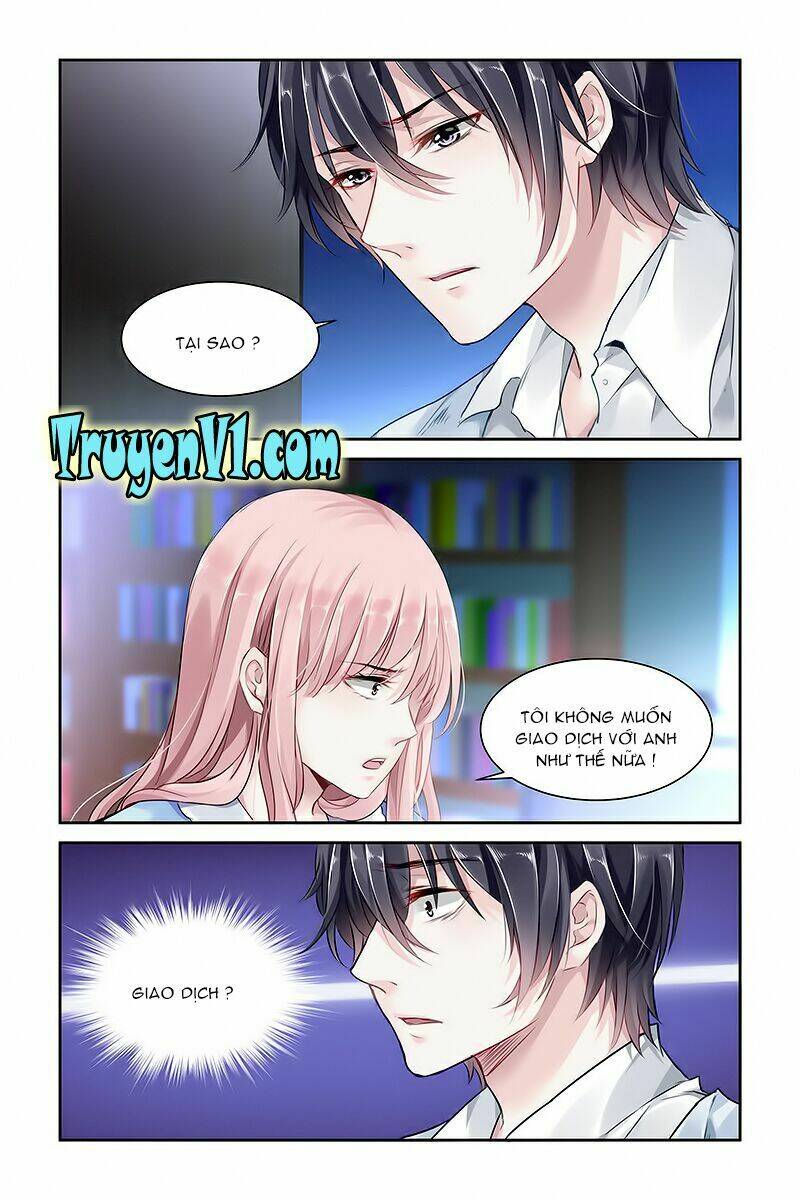 TẠI SAO ?
TruyenV1.com
TÔI KHÔNG MUỐN
GIAO DỊCH VỚI ANH
NHƯ THẾ NỮA !
GIAO DỊCH ?